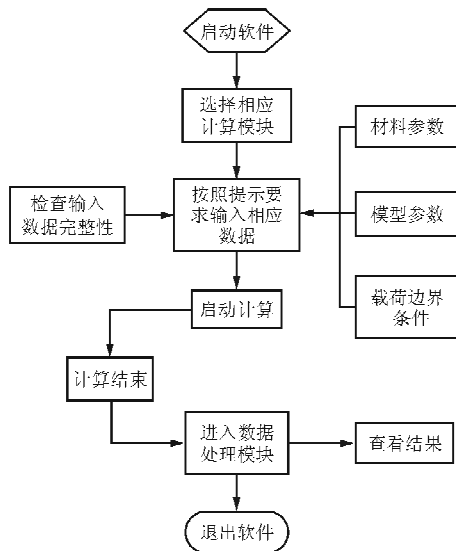 启动软件
选择相应
计算模块
材料参数
检查输入
数据完整性
按照提示要
求输入相应
数据
模型参数
载荷边界
条件
启动计算
计算结束
进入数据
处理模块
查看结果
退出软件